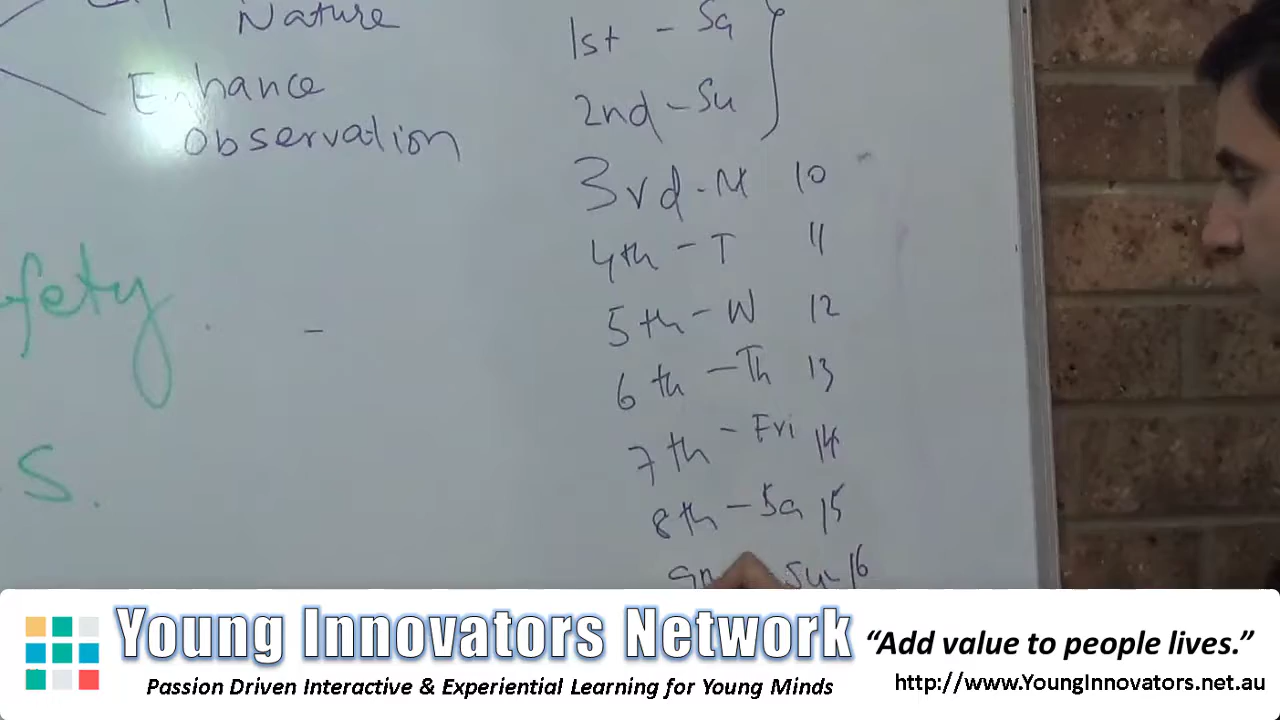 Nature
Enhance
Observation
fety
S.
1st - Sa
2nd - Su
3rd - M 10
4th - T 11
5th - W 12
6th - Th 13
7th - Fri 14
8th - Sa 15
Su 16
Young Innovators Network
Passion Driven Interactive & Experiential Learning for Young Minds
“Add value to people lives.”
http://www.YoungInnovators.net.au